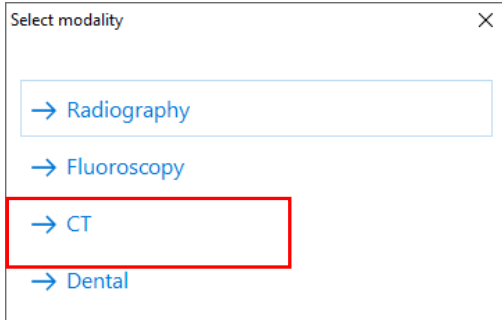 Select modality
→ Radiography
→ Fluoroscopy
→ CT
→ Dental